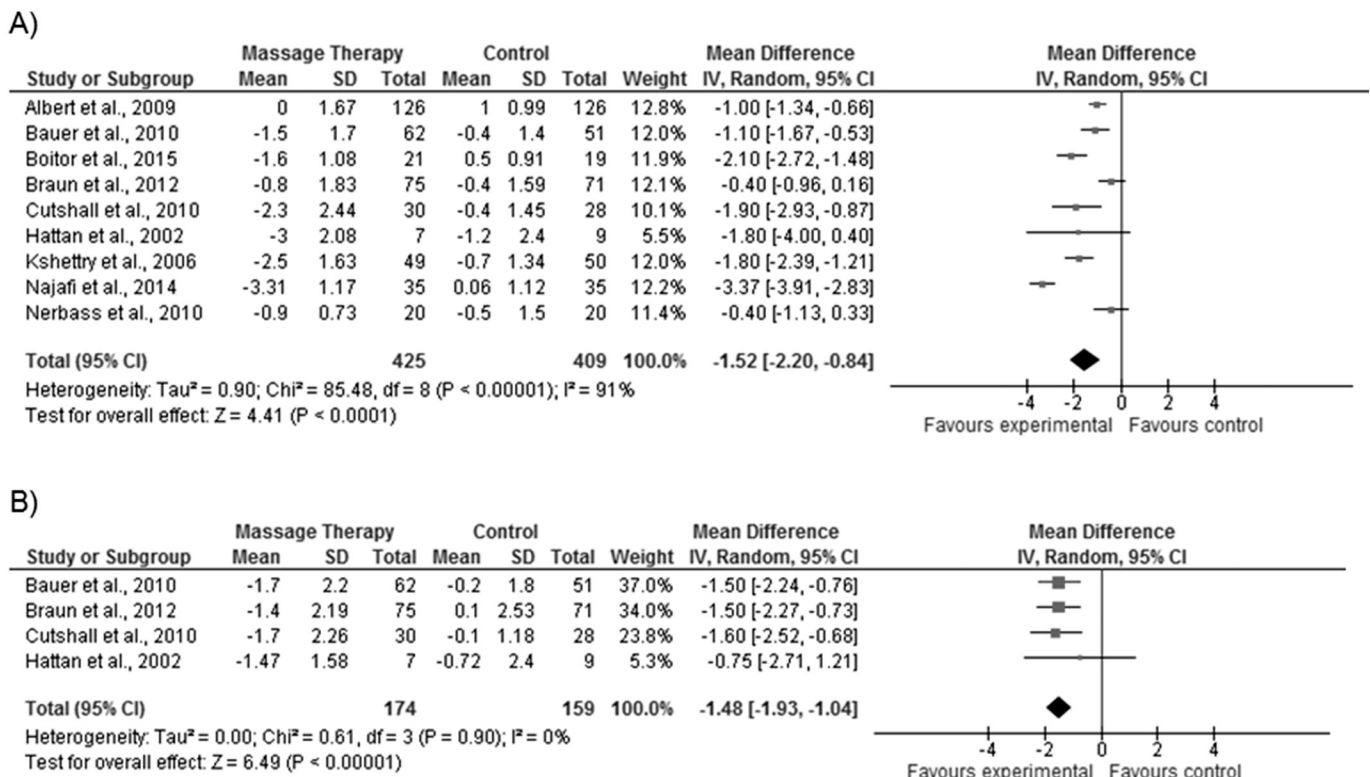 A)
Massage Therapy Control Mean Difference Mean Difference
Study or Subgroup Mean SD Total Mean SD Total Weight IV, Random, 95% CI IV, Random, 95% CI
Albert et al., 2009 0 1.67 126 1 0.99 126 12.8% -1.00 [-1.34, -0.66]
Bauer et al., 2010 -1.5 1.7 62 -0.4 1.4 51 12.0% -1.10 [-1.67, -0.53]
Boitor et al., 2015 -1.6 1.08 21 0.5 0.91 19 11.9% -2.10 [-2.72, -1.48]
Braun et al., 2012 -0.8 1.83 75 -0.4 1.59 71 12.1% -0.40 [-0.96, 0.16]
Cutshall et al., 2010 -2.3 2.44 30 -0.4 1.45 28 10.1% -1.90 [-2.93, -0.87]
Hattan et al., 2002 -3 2.08 7 -1.2 2.4 9 5.5% -1.80 [-4.00, 0.40]
Kshettry et al., 2006 -2.5 1.63 49 -0.7 1.34 50 12.0% -1.80 [-2.39, -1.21]
Najafi et al., 2014 -3.31 1.17 35 0.06 1.12 35 12.2% -3.37 [-3.91, -2.83]
Nerbass et al., 2010 -0.9 0.73 20 -0.5 1.5 20 11.4% -0.40 [-1.13, 0.33]
Total (95% CI) 425 409 100.0% -1.52 [-2.20, -0.84]
Heterogeneity: Tau² = 0.90; Chi² = 85.48, df = 8 (P < 0.00001); I² = 91%
Test for overall effect: Z = 4.41 (P < 0.0001)
-4 -2 0 2 4
Favours experimental Favours control
B)
Massage Therapy Control Mean Difference Mean Difference
Study or Subgroup Mean SD Total Mean SD Total Weight IV, Random, 95% CI IV, Random, 95% CI
Bauer et al., 2010 -1.7 2.2 62 -0.2 1.8 51 37.0% -1.50 [-2.24, -0.76]
Braun et al., 2012 -1.4 2.19 75 0.1 2.53 71 34.0% -1.50 [-2.27, -0.73]
Cutshall et al., 2010 -1.7 2.26 30 -0.1 1.18 28 23.8% -1.60 [-2.52, -0.68]
Hattan et al., 2002 -1.47 1.58 7 -0.72 2.4 9 5.3% -0.75 [-2.71, 1.21]
Total (95% CI) 174 159 100.0% -1.48 [-1.93, -1.04]
Heterogeneity: Tau² = 0.00; Chi² = 0.61, df = 3 (P = 0.90); I² = 0%
Test for overall effect: Z = 6.49 (P < 0.00001)
-4 -2 0 2 4
Favours experimental Favours control